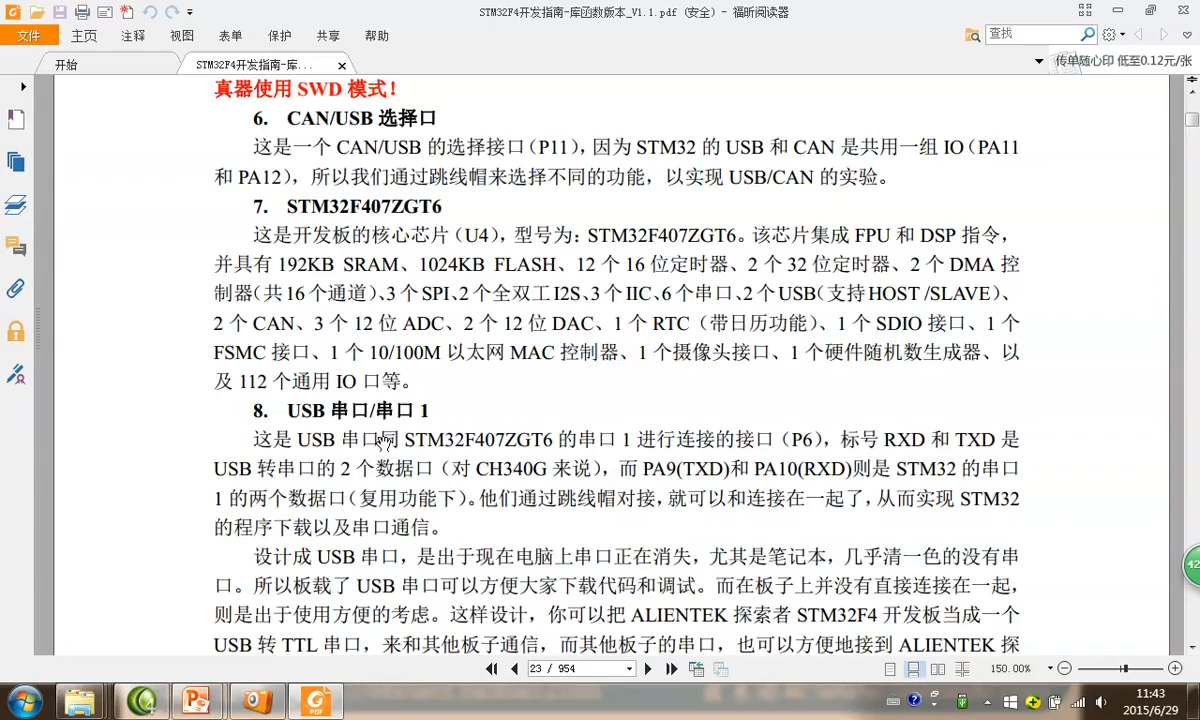 STM32F4开发指南-库函数版本_V1.1.pdf (安全) - 福昕阅读器
文件 主页 注释 视图 表单 保护 共享 帮助 查找
开始 STM32F4开发指南-库... 传单随心印 低至0.12元/张
真器使用 SWD 模式！
6. CAN/USB 选择口
这是一个 CAN/USB 的选择接口（P11），因为 STM32 的 USB 和 CAN 是共用一组 IO（PA11
和 PA12），所以我们通过跳线帽来选择不同的功能，以实现 USB/CAN 的实验。
7. STM32F407ZGT6
这是开发板的核心芯片（U4），型号为：STM32F407ZGT6。该芯片集成 FPU 和 DSP 指令，
并具有 192KB SRAM、1024KB FLASH、12 个 16 位定时器、2 个 32 位定时器、2 个 DMA 控
制器（共 16 个通道）、3 个 SPI、2 个全双工 I2S、3 个 IIC、6 个串口、2 个 USB（支持 HOST /SLAVE）、
2 个 CAN、3 个 12 位 ADC、2 个 12 位 DAC、1 个 RTC（带日历功能）、1 个 SDIO 接口、1 个
FSMC 接口、1 个 10/100M 以太网 MAC 控制器、1 个摄像头接口、1 个硬件随机数生成器、以
及 112 个通用 IO 口等。
8. USB 串口/串口 1
这是 USB 串口同 STM32F407ZGT6 的串口 1 进行连接的接口（P6），标号 RXD 和 TXD 是
USB 转串口的 2 个数据口（对 CH340G 来说），而 PA9(TXD)和 PA10(RXD)则是 STM32 的串口
1 的两个数据口（复用功能下）。他们通过跳线帽对接，就可以和连接在一起了，从而实现 STM32
的程序下载以及串口通信。
设计成 USB 串口，是出于现在电脑上串口正在消失，尤其是笔记本，几乎清一色的没有串
口。所以板载了 USB 串口可以方便大家下载代码和调试。而在板子上并没有直接连接在一起，
则是出于使用方便的考虑。这样设计，你可以把 ALIENTEK 探索者 STM32F4 开发板当成一个
USB 转 TTL 串口，来和其他板子通信，而其他板子的串口，也可以方便地接到 ALIENTEK 探
42
23 / 954 150.00%
11:43
2015/6/29